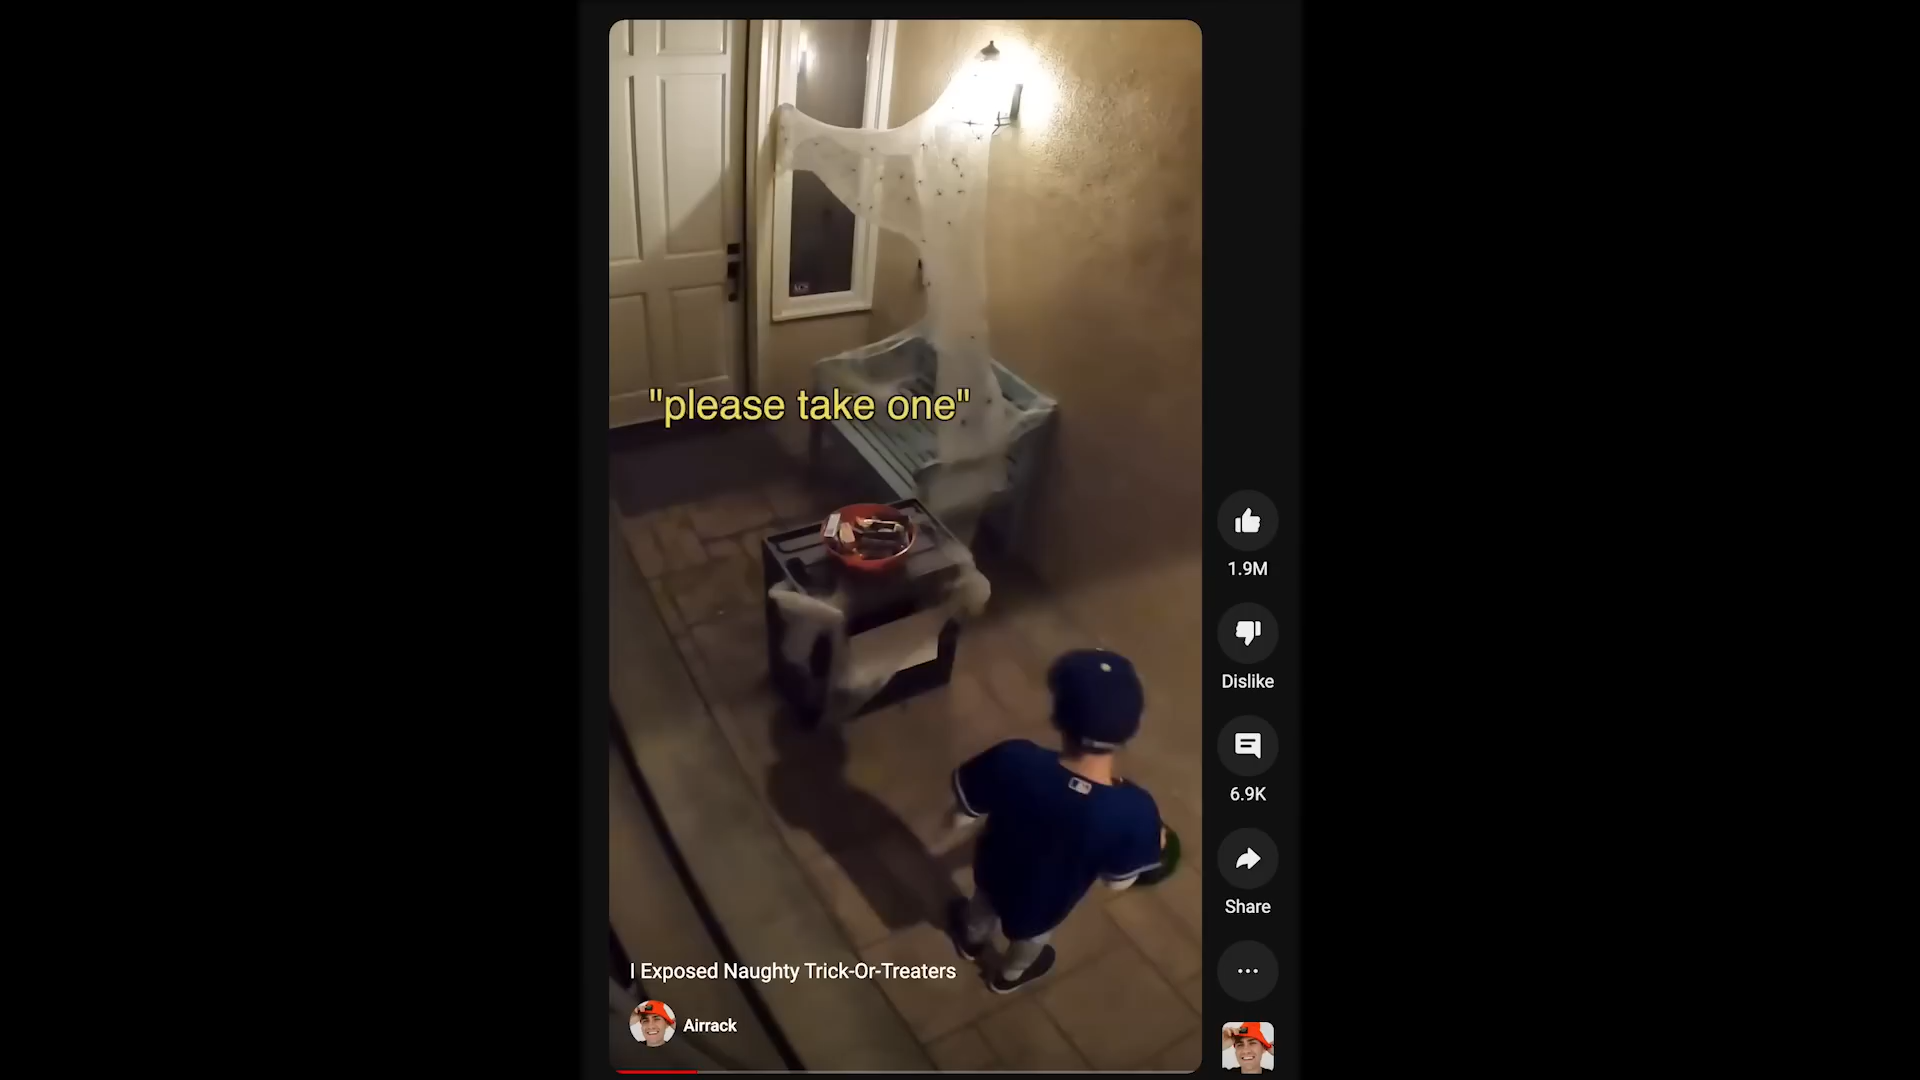 "please take one"
1.9M
Dislike
6.9K
Share
I Exposed Naughty Trick-Or-Treaters
Airrack